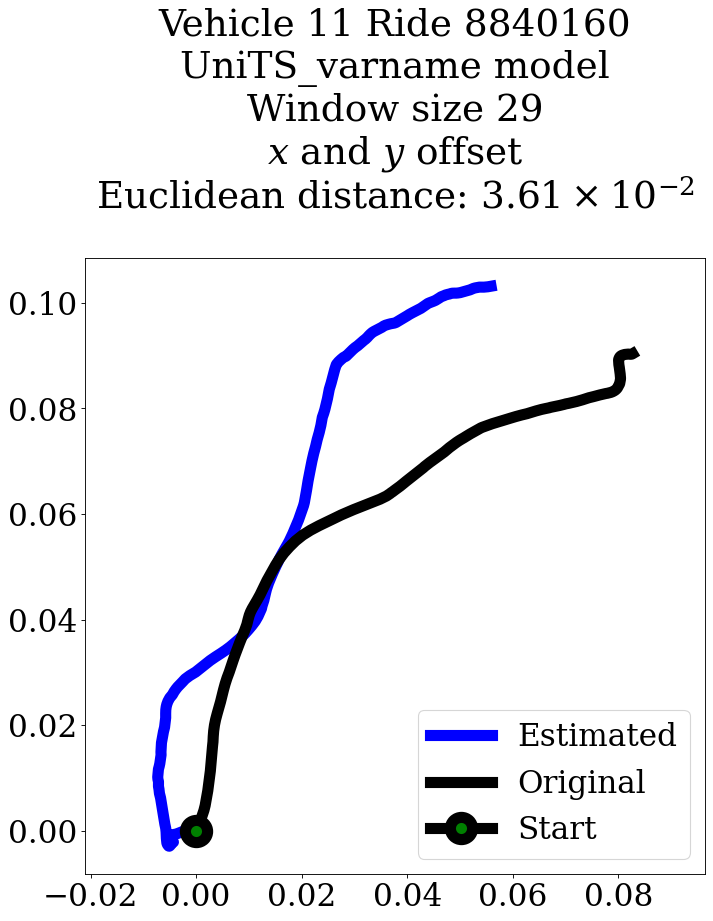 Vehicle 11 Ride 8840160
UniTS_varname model
Window size 29
x and y offset
Euclidean distance: 3.61 × 10⁻²
0.10
0.08
0.06
0.04
0.02
0.00
Estimated
Original
Start
−0.02 0.00 0.02 0.04 0.06 0.08